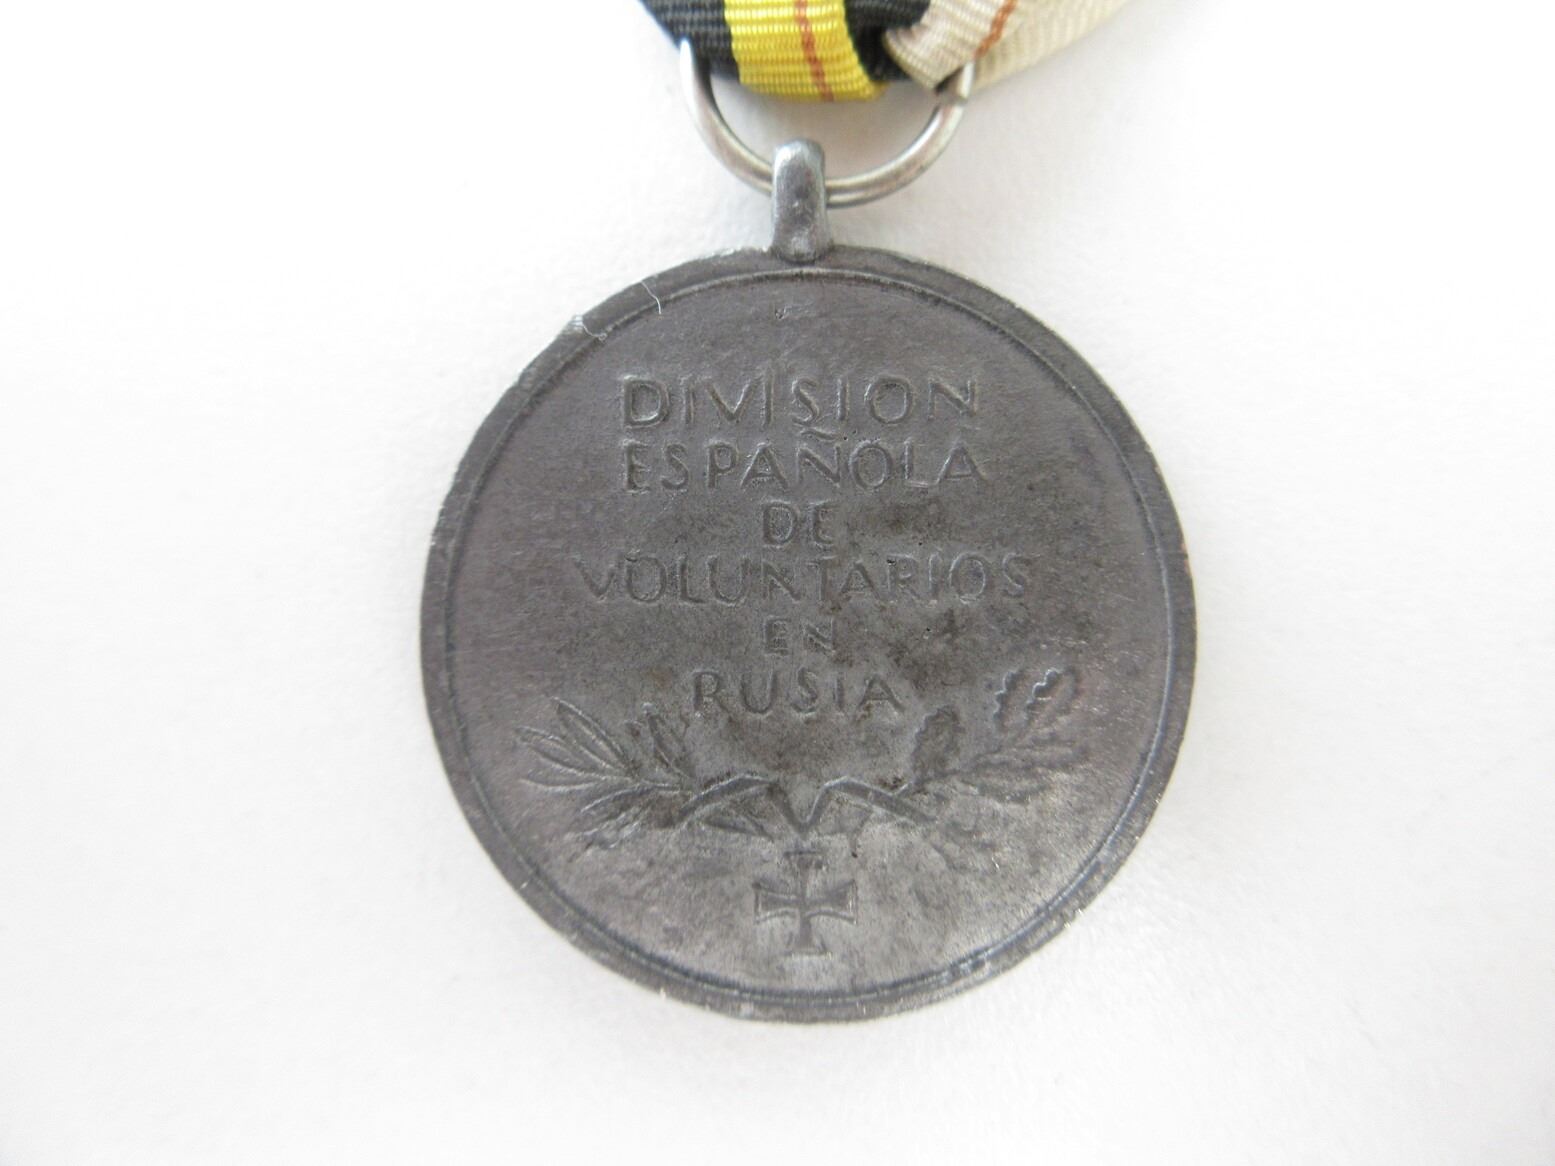 DIVISION
ESPAÑOLA
DE
VOLUNTARIOS
EN
RUSIA